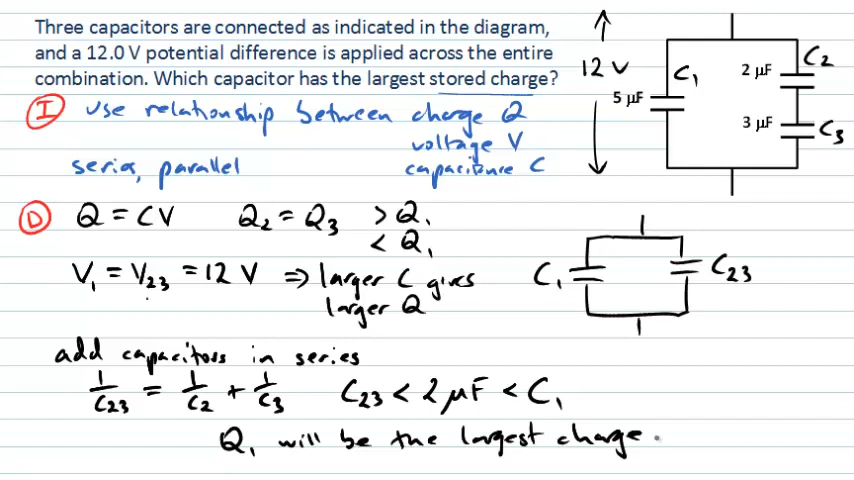 Three capacitors are connected as indicated in the diagram,
and a 12.0 V potential difference is applied across the entire
combination. Which capacitor has the largest stored charge?
12 V
C₁
5 μF
2 μF
C₂
3 μF
C₃
I use relationship between charge Q
voltage V
series, parallel capacitance C
D Q = CV Q₂ = Q₃ > Q₁
< Q₁
V₁ = V₂₃ = 12 V ⇒ larger C gives
larger Q
C₁
C₂₃
add capacitors in series
1/C₂₃ = 1/C₂ + 1/C₃ C₂₃ < 2 μF < C₁
Q₁ will be the largest charge.